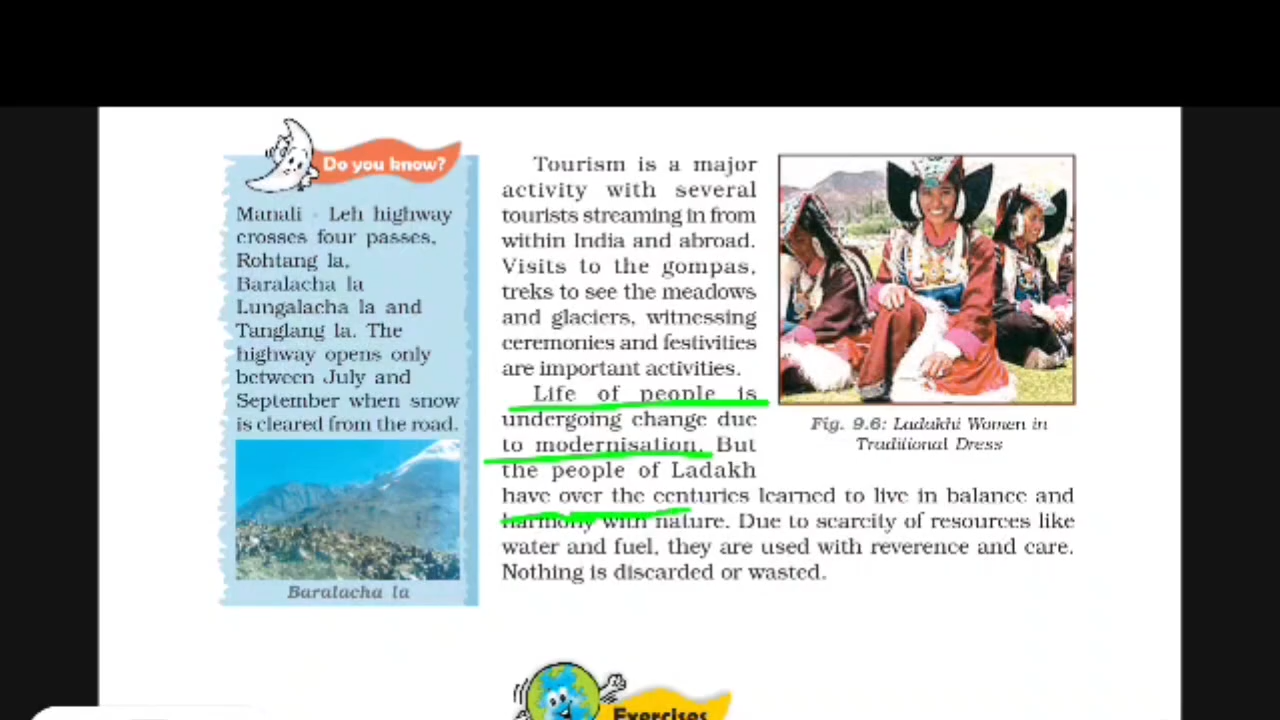 Do you know?
Manali - Leh highway
crosses four passes,
Rohtang la,
Baralacha la
Lungalacha la and
Tanglang la. The
highway opens only
between July and
September when snow
is cleared from the road.
Baralacha la
Tourism is a major
activity with several
tourists streaming in from
within India and abroad.
Visits to the gompas,
treks to see the meadows
and glaciers, witnessing
ceremonies and festivities
are important activities.
Life of people is
undergoing change due
to modernisation. But
the people of Ladakh
have over the centuries learned to live in balance and
harmony with nature. Due to scarcity of resources like
water and fuel, they are used with reverence and care.
Nothing is discarded or wasted.
Fig. 9.6: Ladakhi Women in
Traditional Dress
Exercises